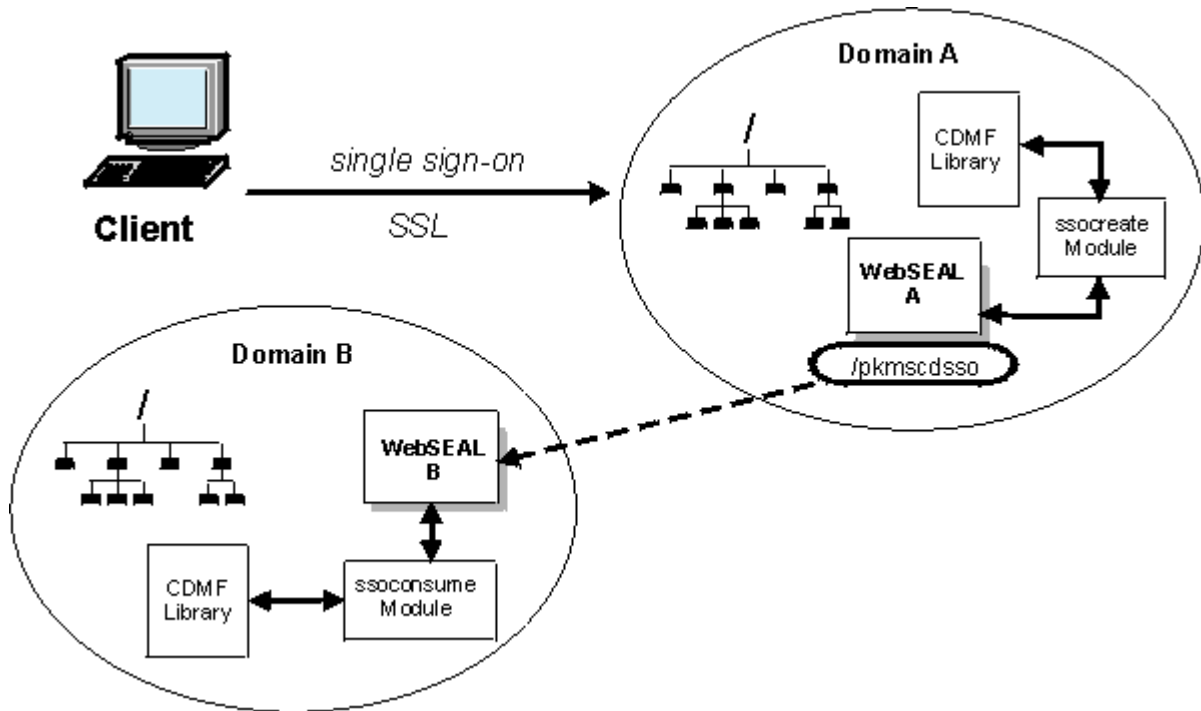 Domain A
CDMF
Library
/
single sign-on
Client
SSL
ssocreate
Module
WebSEAL
A
/pkmscdsso
Domain B
/
WebSEAL
B
CDMF
Library
ssoconsume
Module